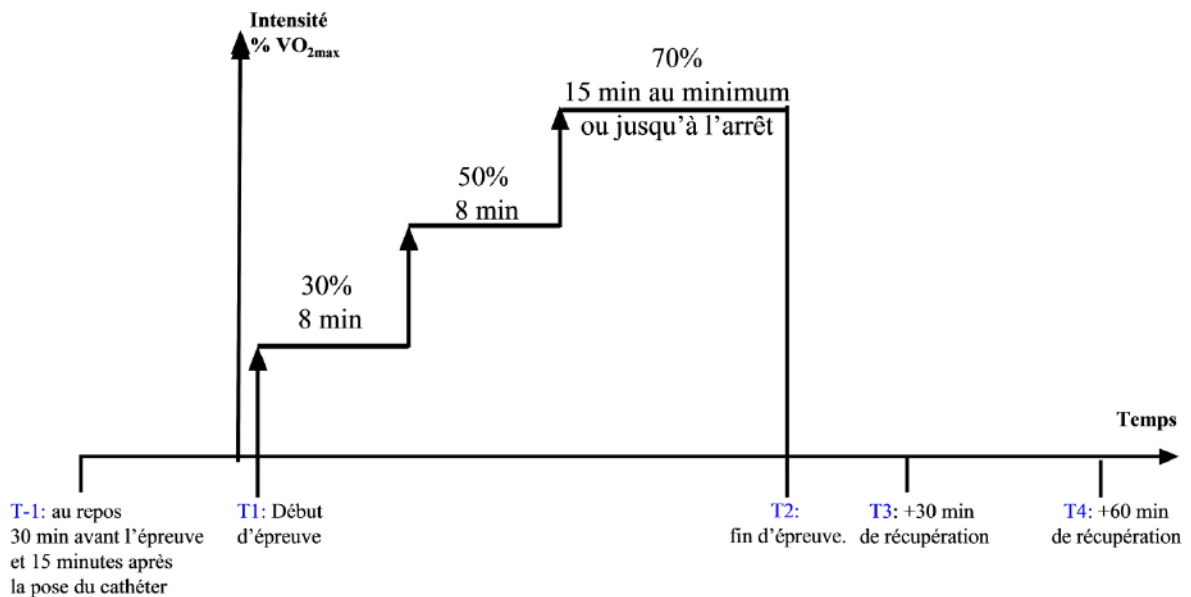 Intensité
% VO2max
70%
15 min au minimum
ou jusqu'à l'arrêt
50%
8 min
30%
8 min
Temps
T-1: au repos
30 min avant l'épreuve
et 15 minutes après
la pose du cathéter
T1: Début
d'épreuve
T2:
fin d'épreuve.
T3: +30 min
de récupération
T4: +60 min
de récupération